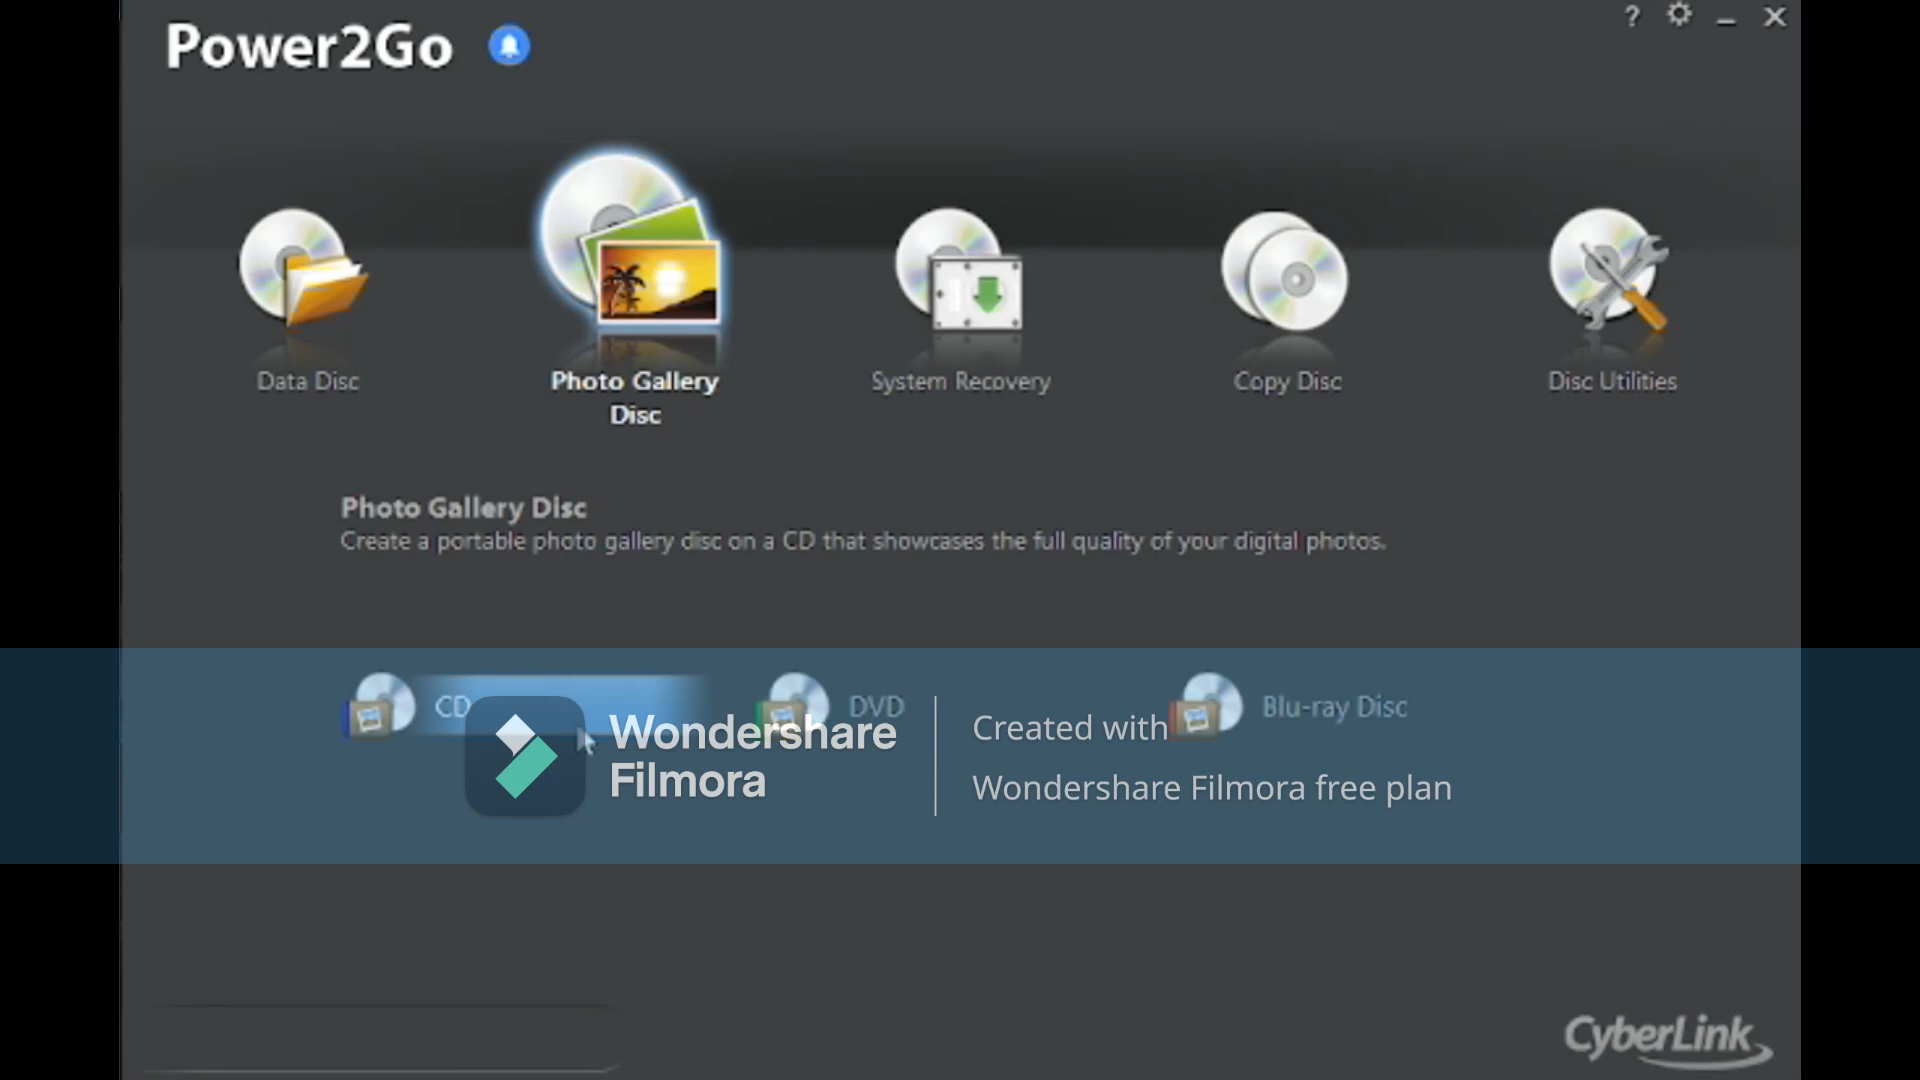 Power2Go
?
Data Disc
Photo Gallery
Disc
System Recovery
Copy Disc
Disc Utilities
Photo Gallery Disc
Create a portable photo gallery disc on a CD that showcases the full quality of your digital photos.
CD
DVD
Blu-ray Disc
Wondershare
Filmora
Created with
Wondershare Filmora free plan
CyberLink